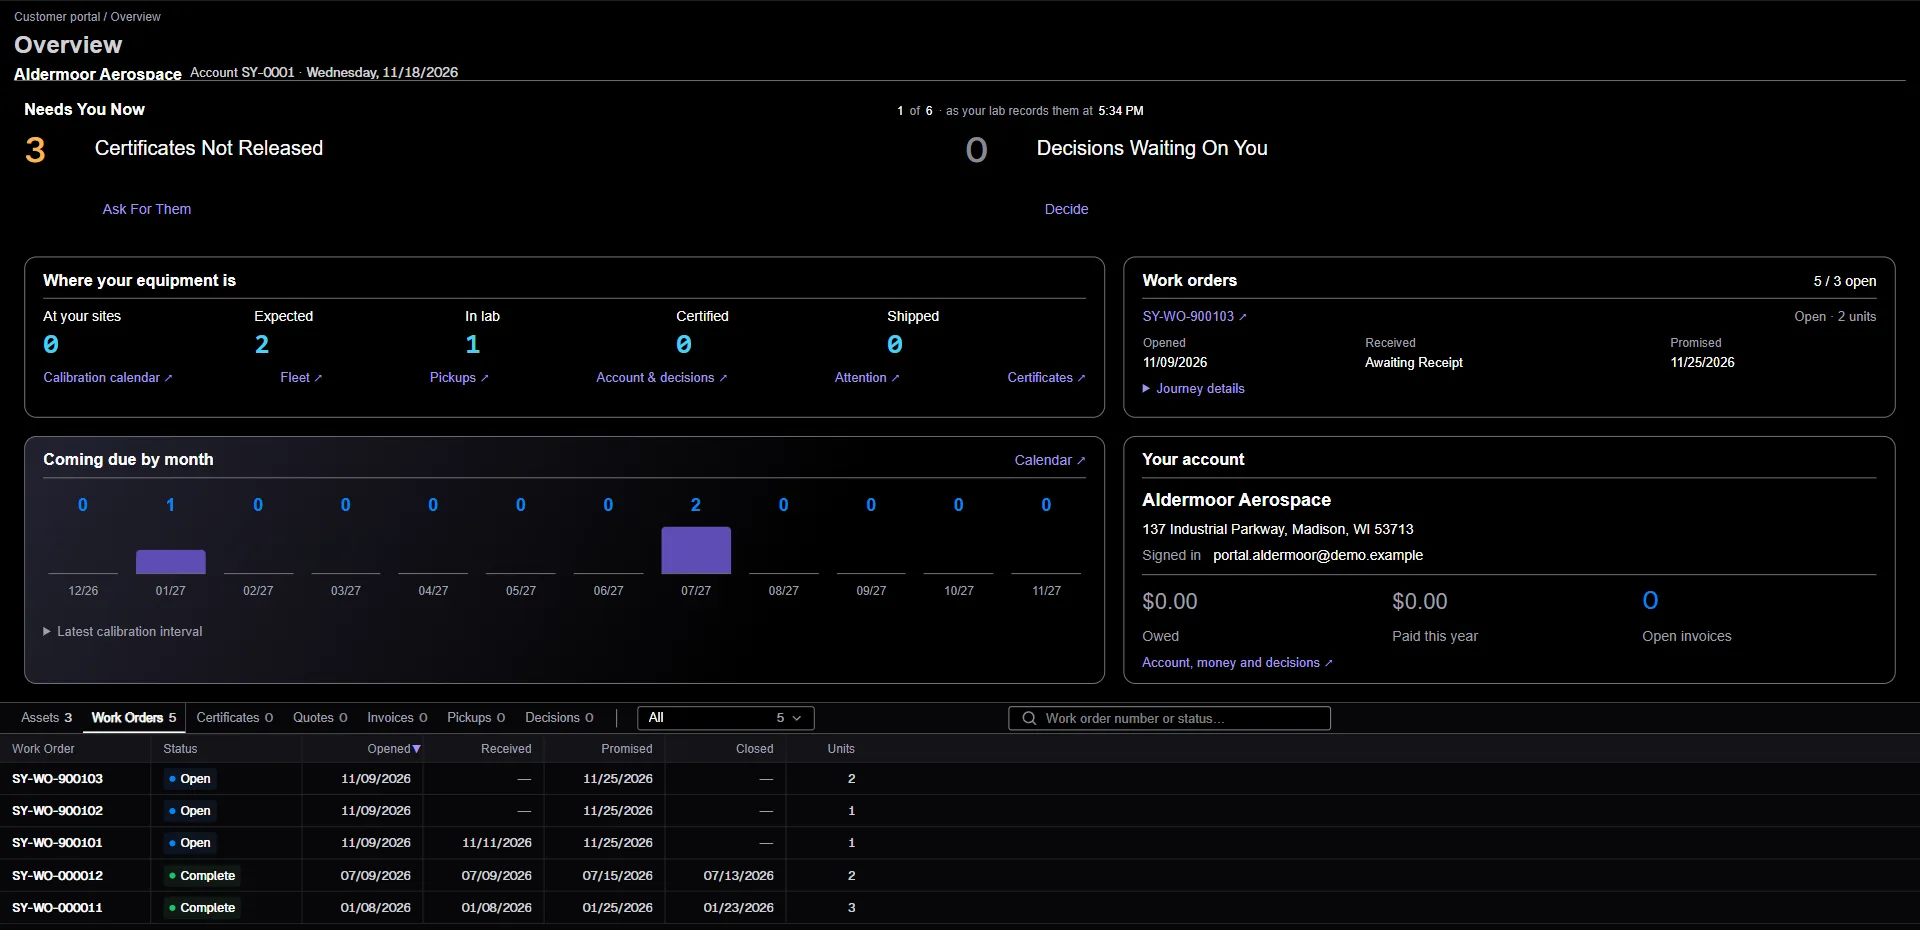 Customer portal / Overview
Overview
Aldermoor Aerospace Account SY-0001 · Wednesday, 11/18/2026
Needs You Now
1 of 6 · as your lab records them at 5:34 PM
3 Certificates Not Released
0 Decisions Waiting On You
Ask For Them
Decide
Where your equipment is
At your sites Expected In lab Certified Shipped
0 2 1 0 0
Calibration calendar ↗ Fleet ↗ Pickups ↗ Account & decisions ↗ Attention ↗ Certificates ↗
Work orders 5 / 3 open
SY-WO-900103 ↗ Open · 2 units
Opened Received Promised
11/09/2026 Awaiting Receipt 11/25/2026
▶ Journey details
Coming due by month Calendar ↗
0 1 0 0 0 0 0 2 0 0 0 0
12/26 01/27 02/27 03/27 04/27 05/27 06/27 07/27 08/27 09/27 10/27 11/27
▶ Latest calibration interval
Your account
Aldermoor Aerospace
137 Industrial Parkway, Madison, WI 53713
Signed in portal.aldermoor@demo.example
$0.00 $0.00 0
Owed Paid this year Open invoices
Account, money and decisions ↗
Assets 3 Work Orders 5 Certificates 0 Quotes 0 Invoices 0 Pickups 0 Decisions 0 All 5 Work order number or status...
Work Order Status Opened▼ Received Promised Closed Units
SY-WO-900103 Open 11/09/2026 — 11/25/2026 — 2
SY-WO-900102 Open 11/09/2026 — 11/25/2026 — 1
SY-WO-900101 Open 11/09/2026 11/11/2026 11/25/2026 — 1
SY-WO-000012 Complete 07/09/2026 07/09/2026 07/15/2026 07/13/2026 2
SY-WO-000011 Complete 01/08/2026 01/08/2026 01/25/2026 01/23/2026 3